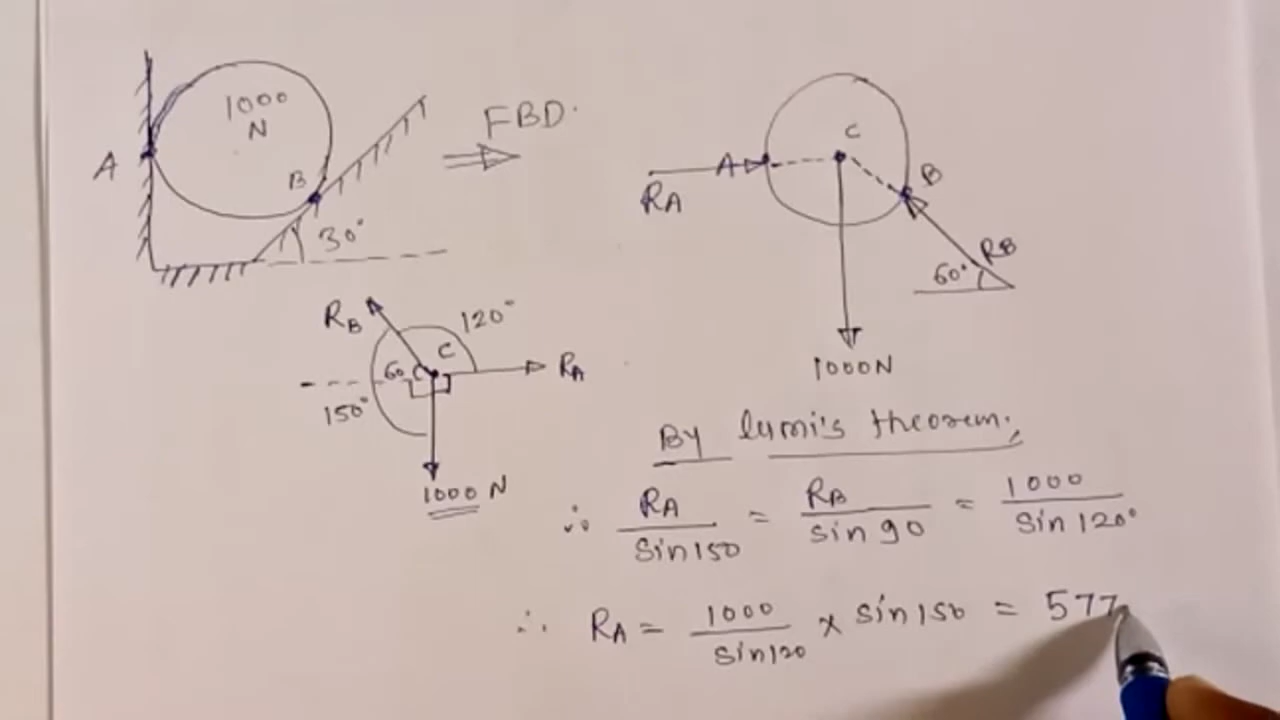 1000
N
A
B
30°
FBD.
C
A
B
RA
RB
60°
1000N
RB
120°
C
60
RA
150°
1000 N
By lami's theorem,
∴ RA/Sin150 = RB/sin 90 = 1000/Sin 120°
∴ RA = 1000/sin120 × sin150 = 577